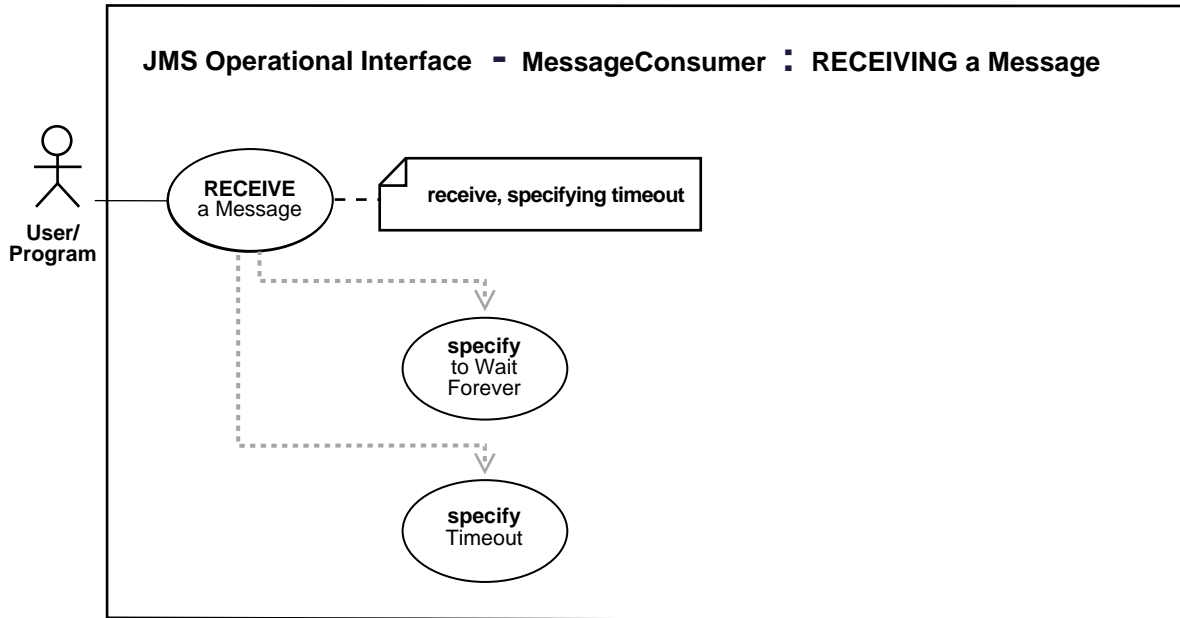 JMS Operational Interface - MessageConsumer : RECEIVING a Message
RECEIVE
a Message
receive, specifying timeout
User/
Program
specify
to Wait
Forever
specify
Timeout